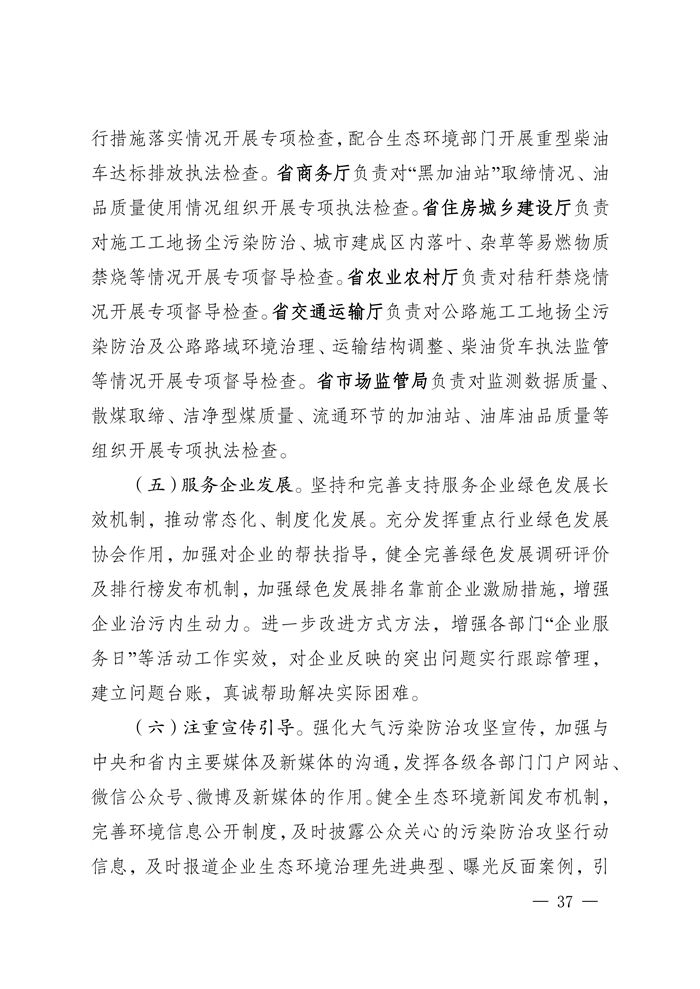 行措施落实情况开展专项检查，配合生态环境部门开展重型柴油
车达标排放执法检查。省商务厅负责对“黑加油站”取缔情况、油
品质量使用情况组织开展专项执法检查。省住房城乡建设厅负责
对施工工地扬尘污染防治、城市建成区内落叶、杂草等易燃物质
禁烧等情况开展专项督导检查。省农业农村厅负责对秸秆禁烧情
况开展专项督导检查。省交通运输厅负责对公路施工工地扬尘污
染防治及公路路域环境治理、运输结构调整、柴油货车执法监管
等情况开展专项督导检查。省市场监管局负责对监测数据质量、
散煤取缔、洁净型煤质量、流通环节的加油站、油库油品质量等
组织开展专项执法检查。
（五）服务企业发展。坚持和完善支持服务企业绿色发展长
效机制，推动常态化、制度化发展。充分发挥重点行业绿色发展
协会作用，加强对企业的帮扶指导，健全完善绿色发展调研评价
及排行榜发布机制，加强绿色发展排名靠前企业激励措施，增强
企业治污内生动力。进一步改进方式方法，增强各部门“企业服
务日”等活动工作实效，对企业反映的突出问题实行跟踪管理，
建立问题台账，真诚帮助解决实际困难。
（六）注重宣传引导。强化大气污染防治攻坚宣传，加强与
中央和省内主要媒体及新媒体的沟通，发挥各级各部门门户网站、
微信公众号、微博及新媒体的作用。健全生态环境新闻发布机制，
完善环境信息公开制度，及时披露公众关心的污染防治攻坚行动
信息，及时报道企业生态环境治理先进典型、曝光反面案例，引
— 37 —